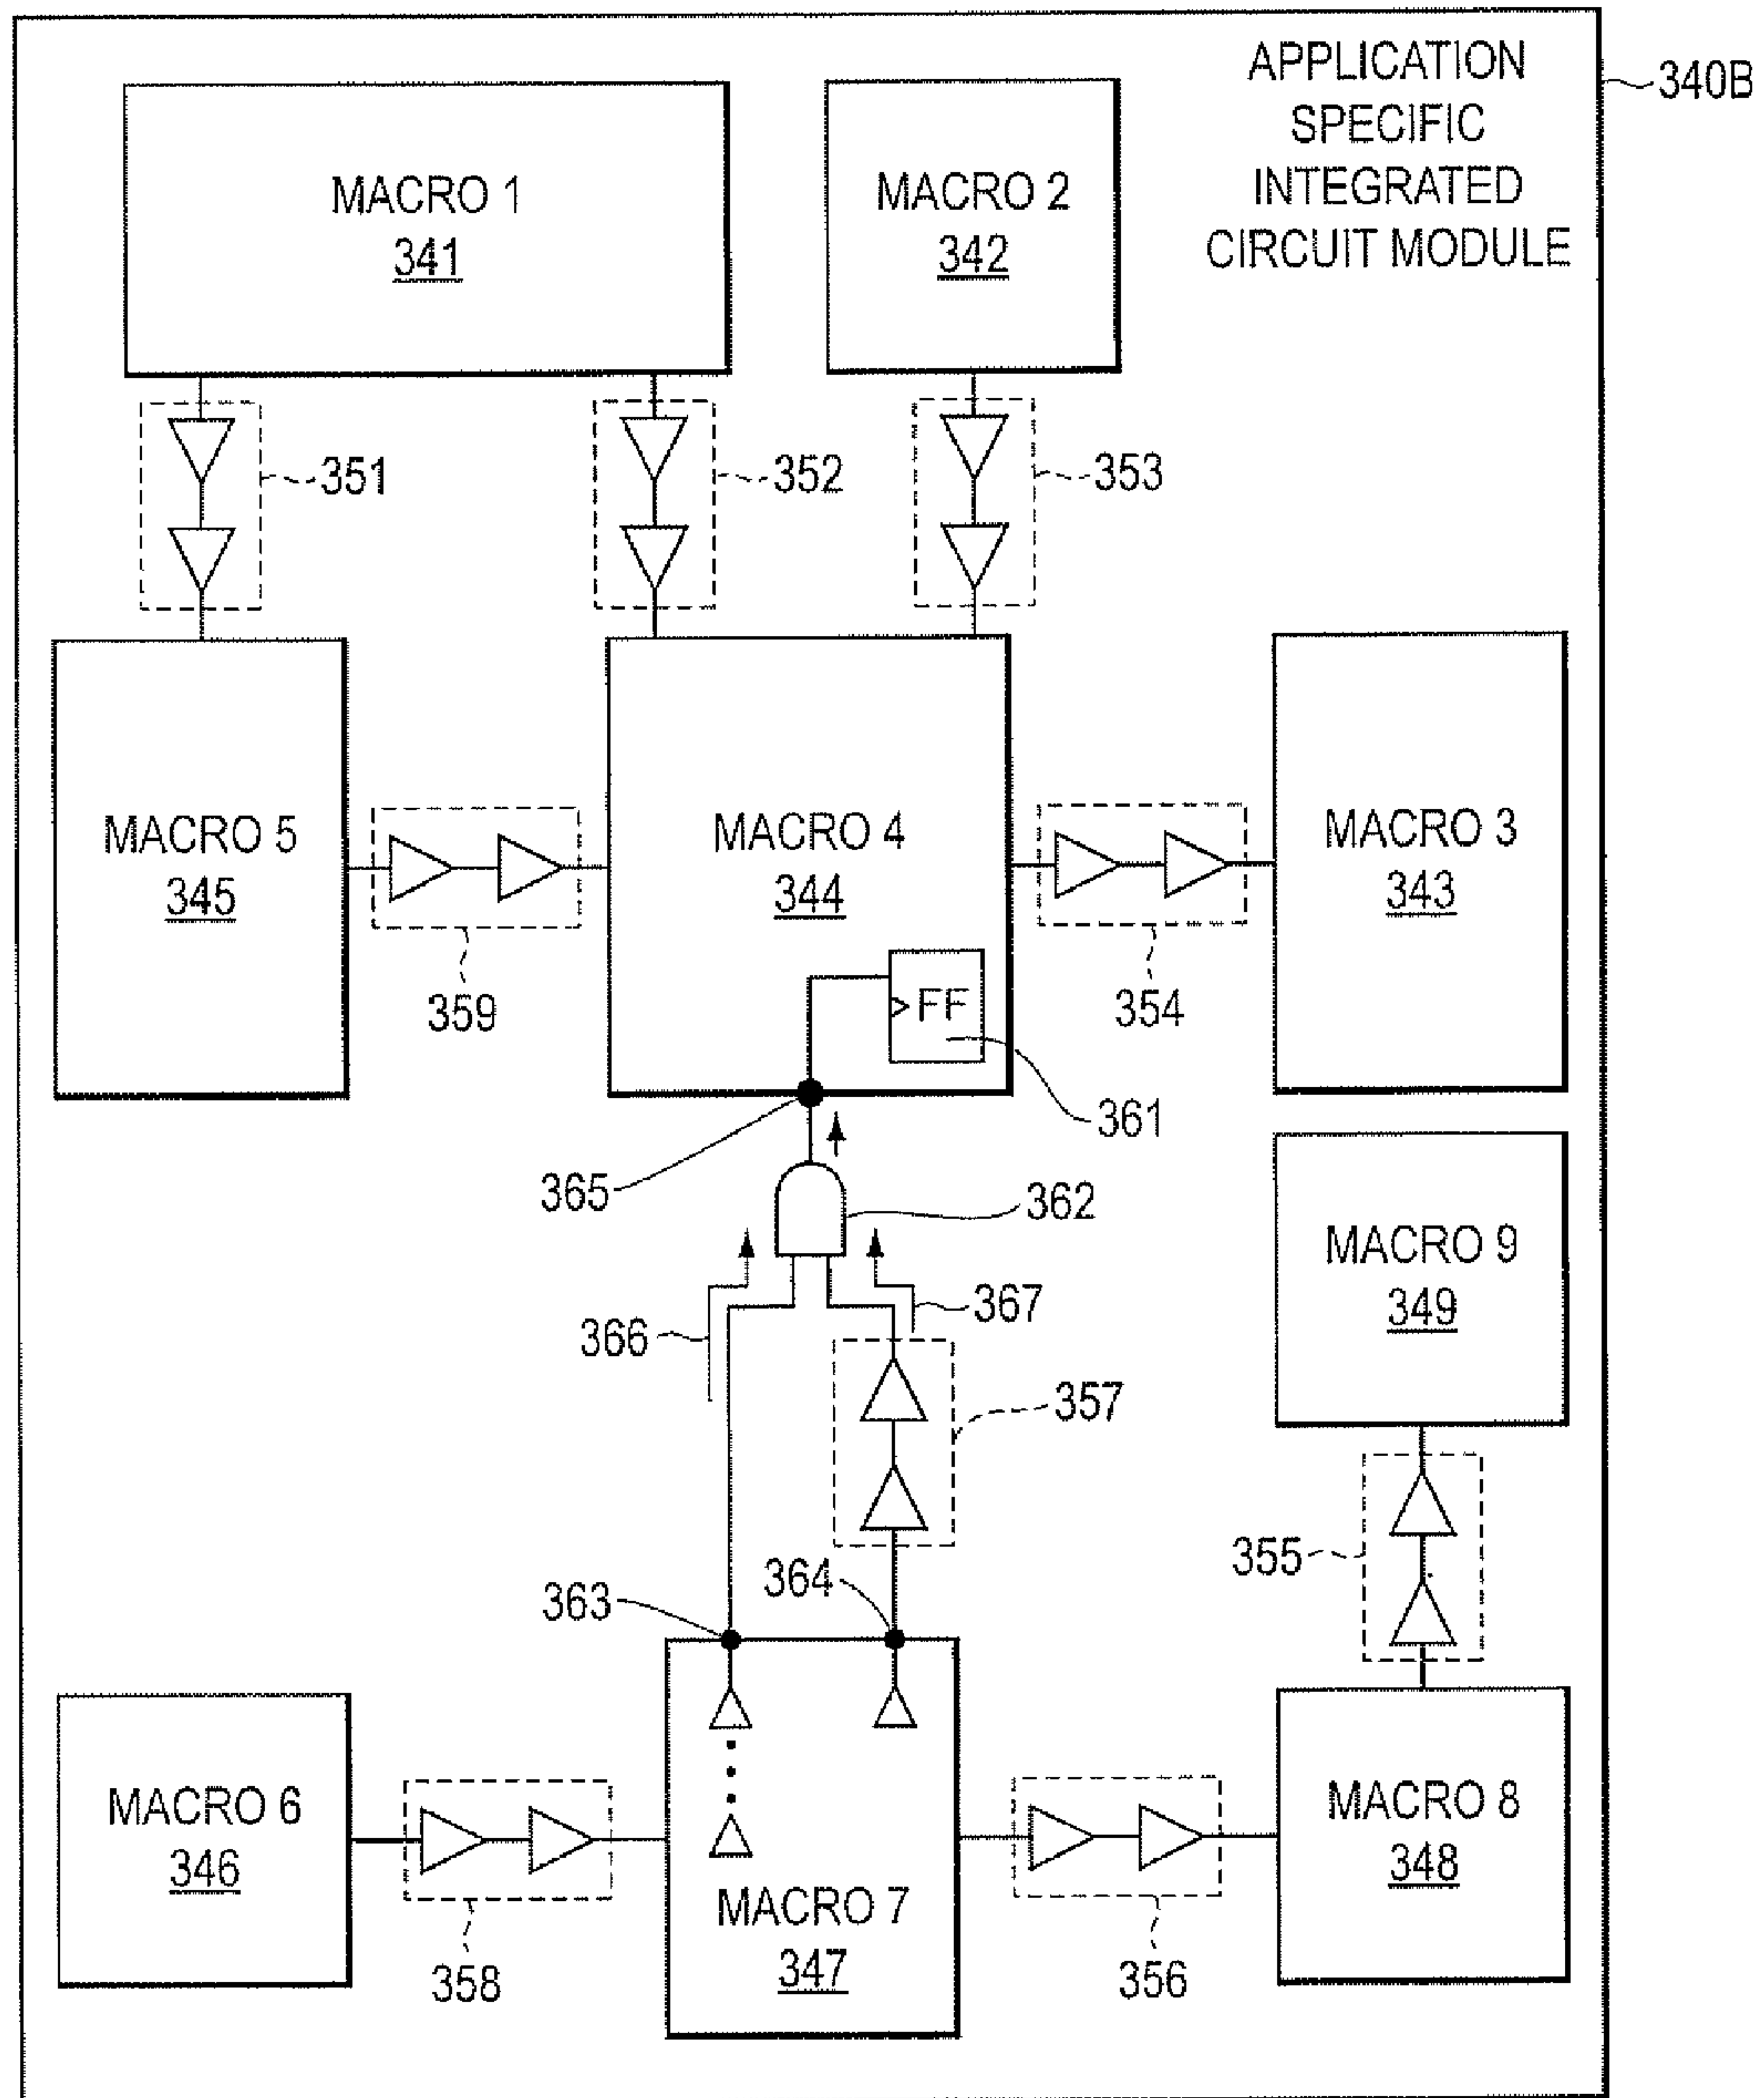 APPLICATION
SPECIFIC
INTEGRATED
CIRCUIT MODULE
340B
MACRO 1
341
MACRO 2
342
351
352
353
MACRO 5
345
MACRO 4
344
MACRO 3
343
359
FF
354
361
365
362
MACRO 9
349
366
367
357
355
363
364
MACRO 6
346
358
MACRO 7
347
356
MACRO 8
348